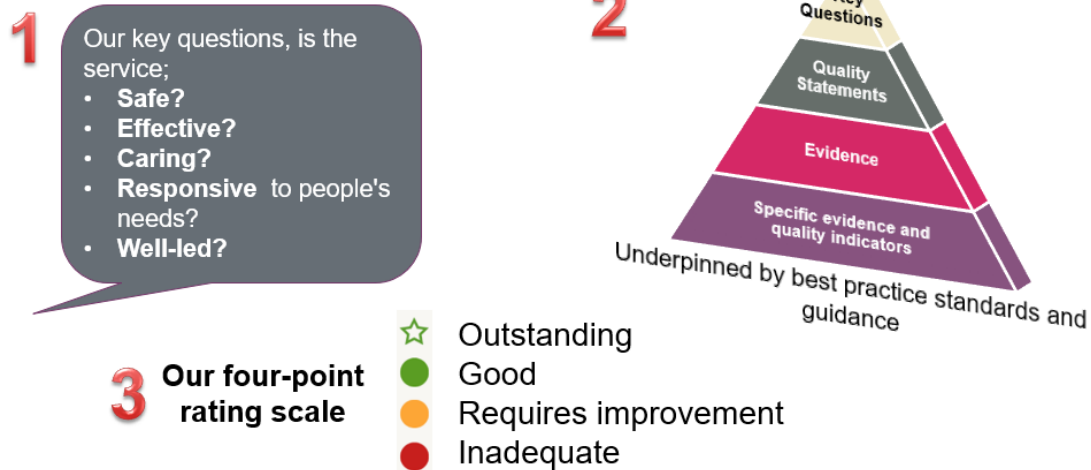 1
Our key questions, is the
service;
• Safe?
• Effective?
• Caring?
• Responsive to people's
needs?
• Well-led?
2
Key
Questions
Quality
Statements
Evidence
Specific evidence and
quality indicators
Underpinned by best practice standards and
guidance
3
Our four-point
rating scale
Outstanding
Good
Requires improvement
Inadequate